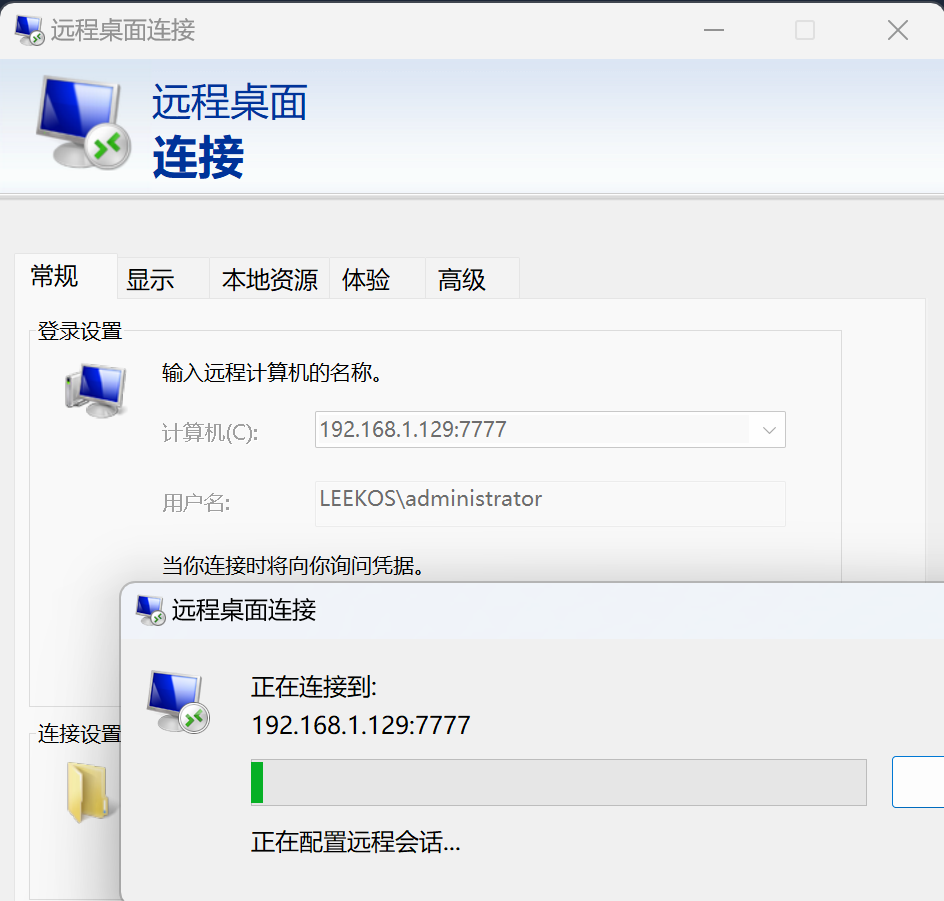 远程桌面连接
远程桌面
连接
常规 显示 本地资源 体验 高级
登录设置
输入远程计算机的名称。
计算机(C): 192.168.1.129:7777
用户名: LEEKOS\administrator
当你连接时将向你询问凭据。
连接设置
远程桌面连接
正在连接到:
192.168.1.129:7777
正在配置远程会话...